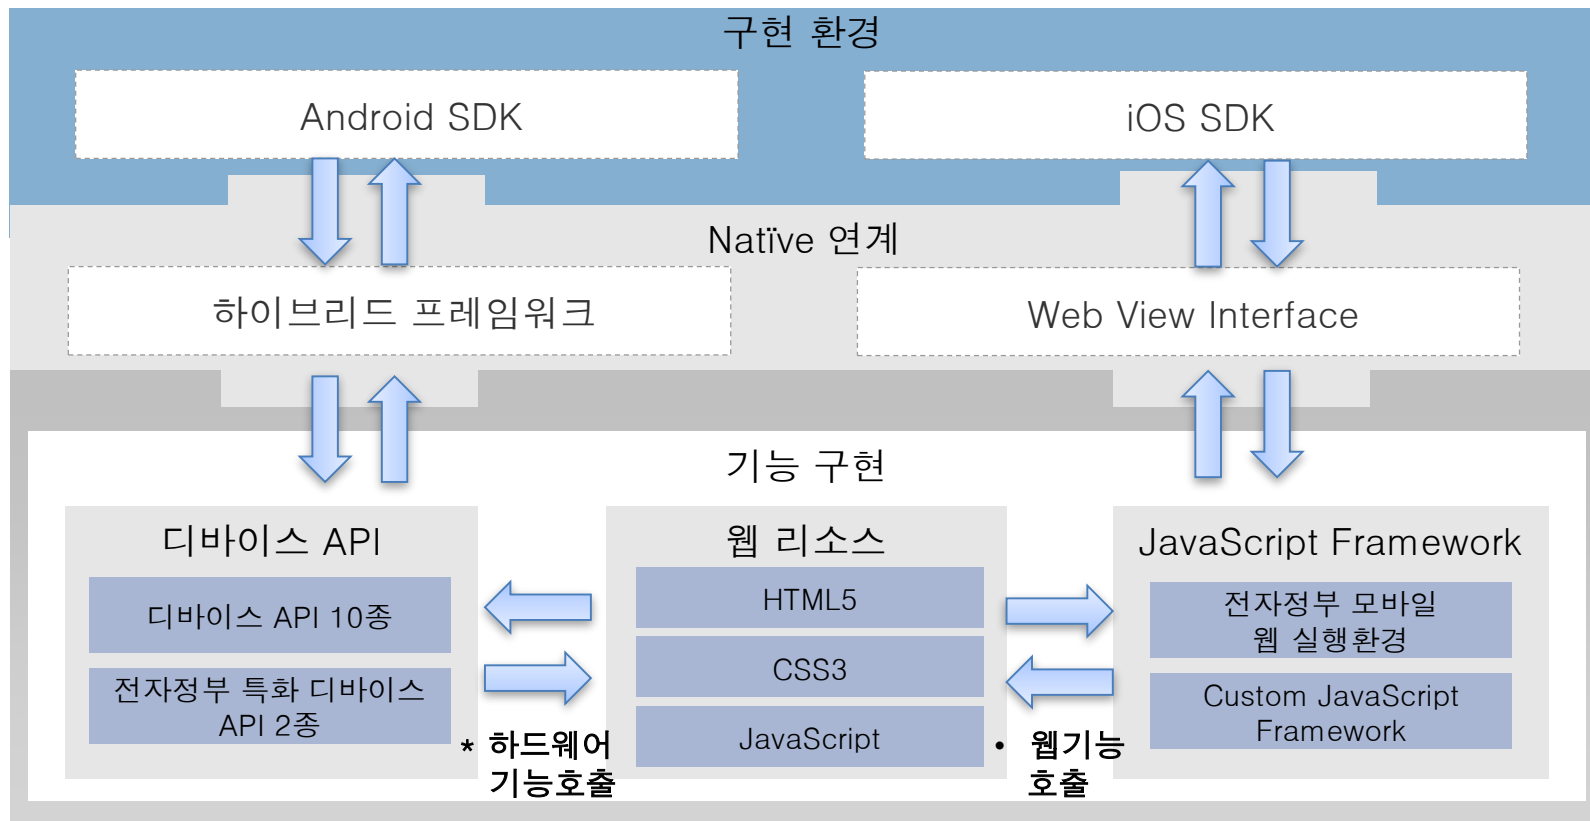 구현 환경
Android SDK
iOS SDK
Natïve 연계
하이브리드 프레임워크
Web View Interface
기능 구현
디바이스 API
디바이스 API 10종
전자정부 특화 디바이스
API 2종
* 하드웨어
기능호출
웹 리소스
HTML5
CSS3
JavaScript
• 웹기능
호출
JavaScript Framework
전자정부 모바일
웹 실행환경
Custom JavaScript
Framework